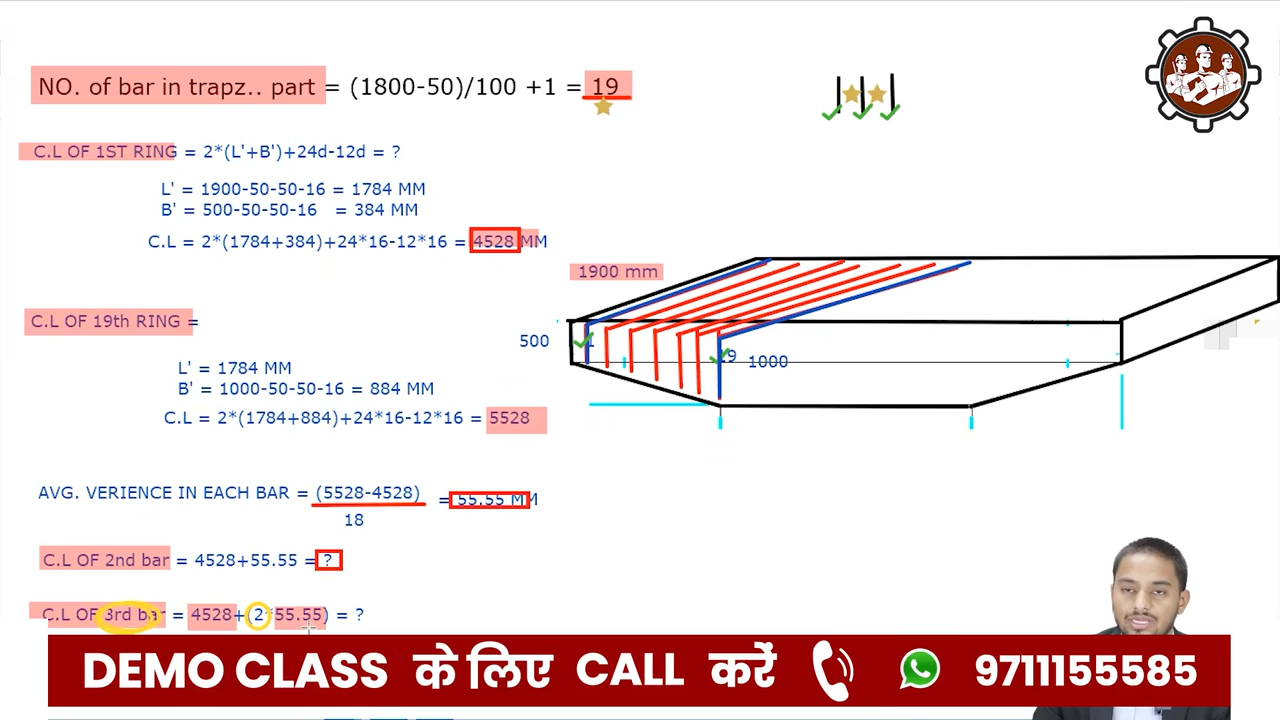 NO. of bar in trapz.. part = (1800-50)/100 +1 = 19
C.L OF 1ST RING = 2*(L'+B')+24d-12d = ?
L' = 1900-50-50-16 = 1784 MM
B' = 500-50-50-16 = 384 MM
C.L = 2*(1784+384)+24*16-12*16 = 4528 MM
1900 mm
C.L OF 19th RING =
500
1
19
1000
L' = 1784 MM
B' = 1000-50-50-16 = 884 MM
C.L = 2*(1784+884)+24*16-12*16 = 5528
AVG. VERIENCE IN EACH BAR = (5528-4528) = 55.55 MM
18
C.L OF 2nd bar = 4528+55.55 = ?
C.L OF 3rd bar = 4528+(2*55.55) = ?
DEMO CLASS के लिए CALL करें 9711155585